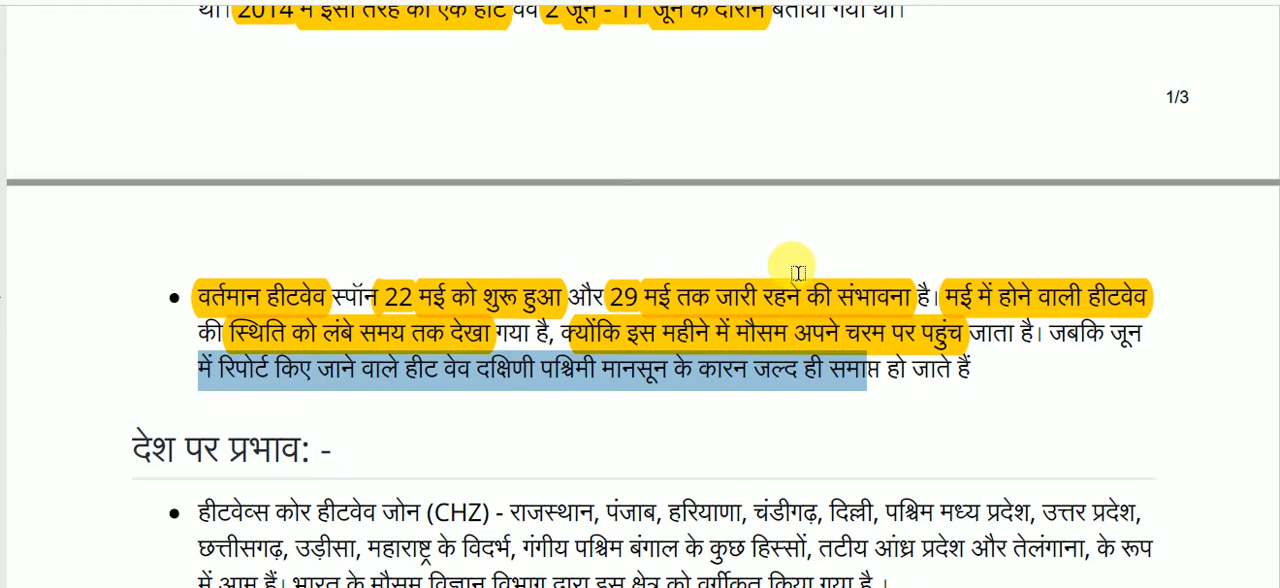 था। 2014 में इसी तरह का एक हीट वेव 2 जून - 11 जून के दौरान बताया गया था।
1/3
• वर्तमान हीटवेव स्पॉन 22 मई को शुरू हुआ और 29 मई तक जारी रहने की संभावना है। मई में होने वाली हीटवेव
की स्थिति को लंबे समय तक देखा गया है, क्योंकि इस महीने में मौसम अपने चरम पर पहुंच जाता है। जबकि जून
में रिपोर्ट किए जाने वाले हीट वेव दक्षिणी पश्चिमी मानसून के कारन जल्द ही समाप्त हो जाते हैं
देश पर प्रभाव: -
• हीटवेव्स कोर हीटवेव जोन (CHZ) - राजस्थान, पंजाब, हरियाणा, चंडीगढ़, दिल्ली, पश्चिम मध्य प्रदेश, उत्तर प्रदेश,
छत्तीसगढ़, उड़ीसा, महाराष्ट्र के विदर्भ, गंगीय पश्चिम बंगाल के कुछ हिस्सों, तटीय आंध्र प्रदेश और तेलंगाना, के रूप
में आम हैं। भारत के मौसम विज्ञान विभाग द्वारा इस क्षेत्र को वर्गीकृत किया गया है ।